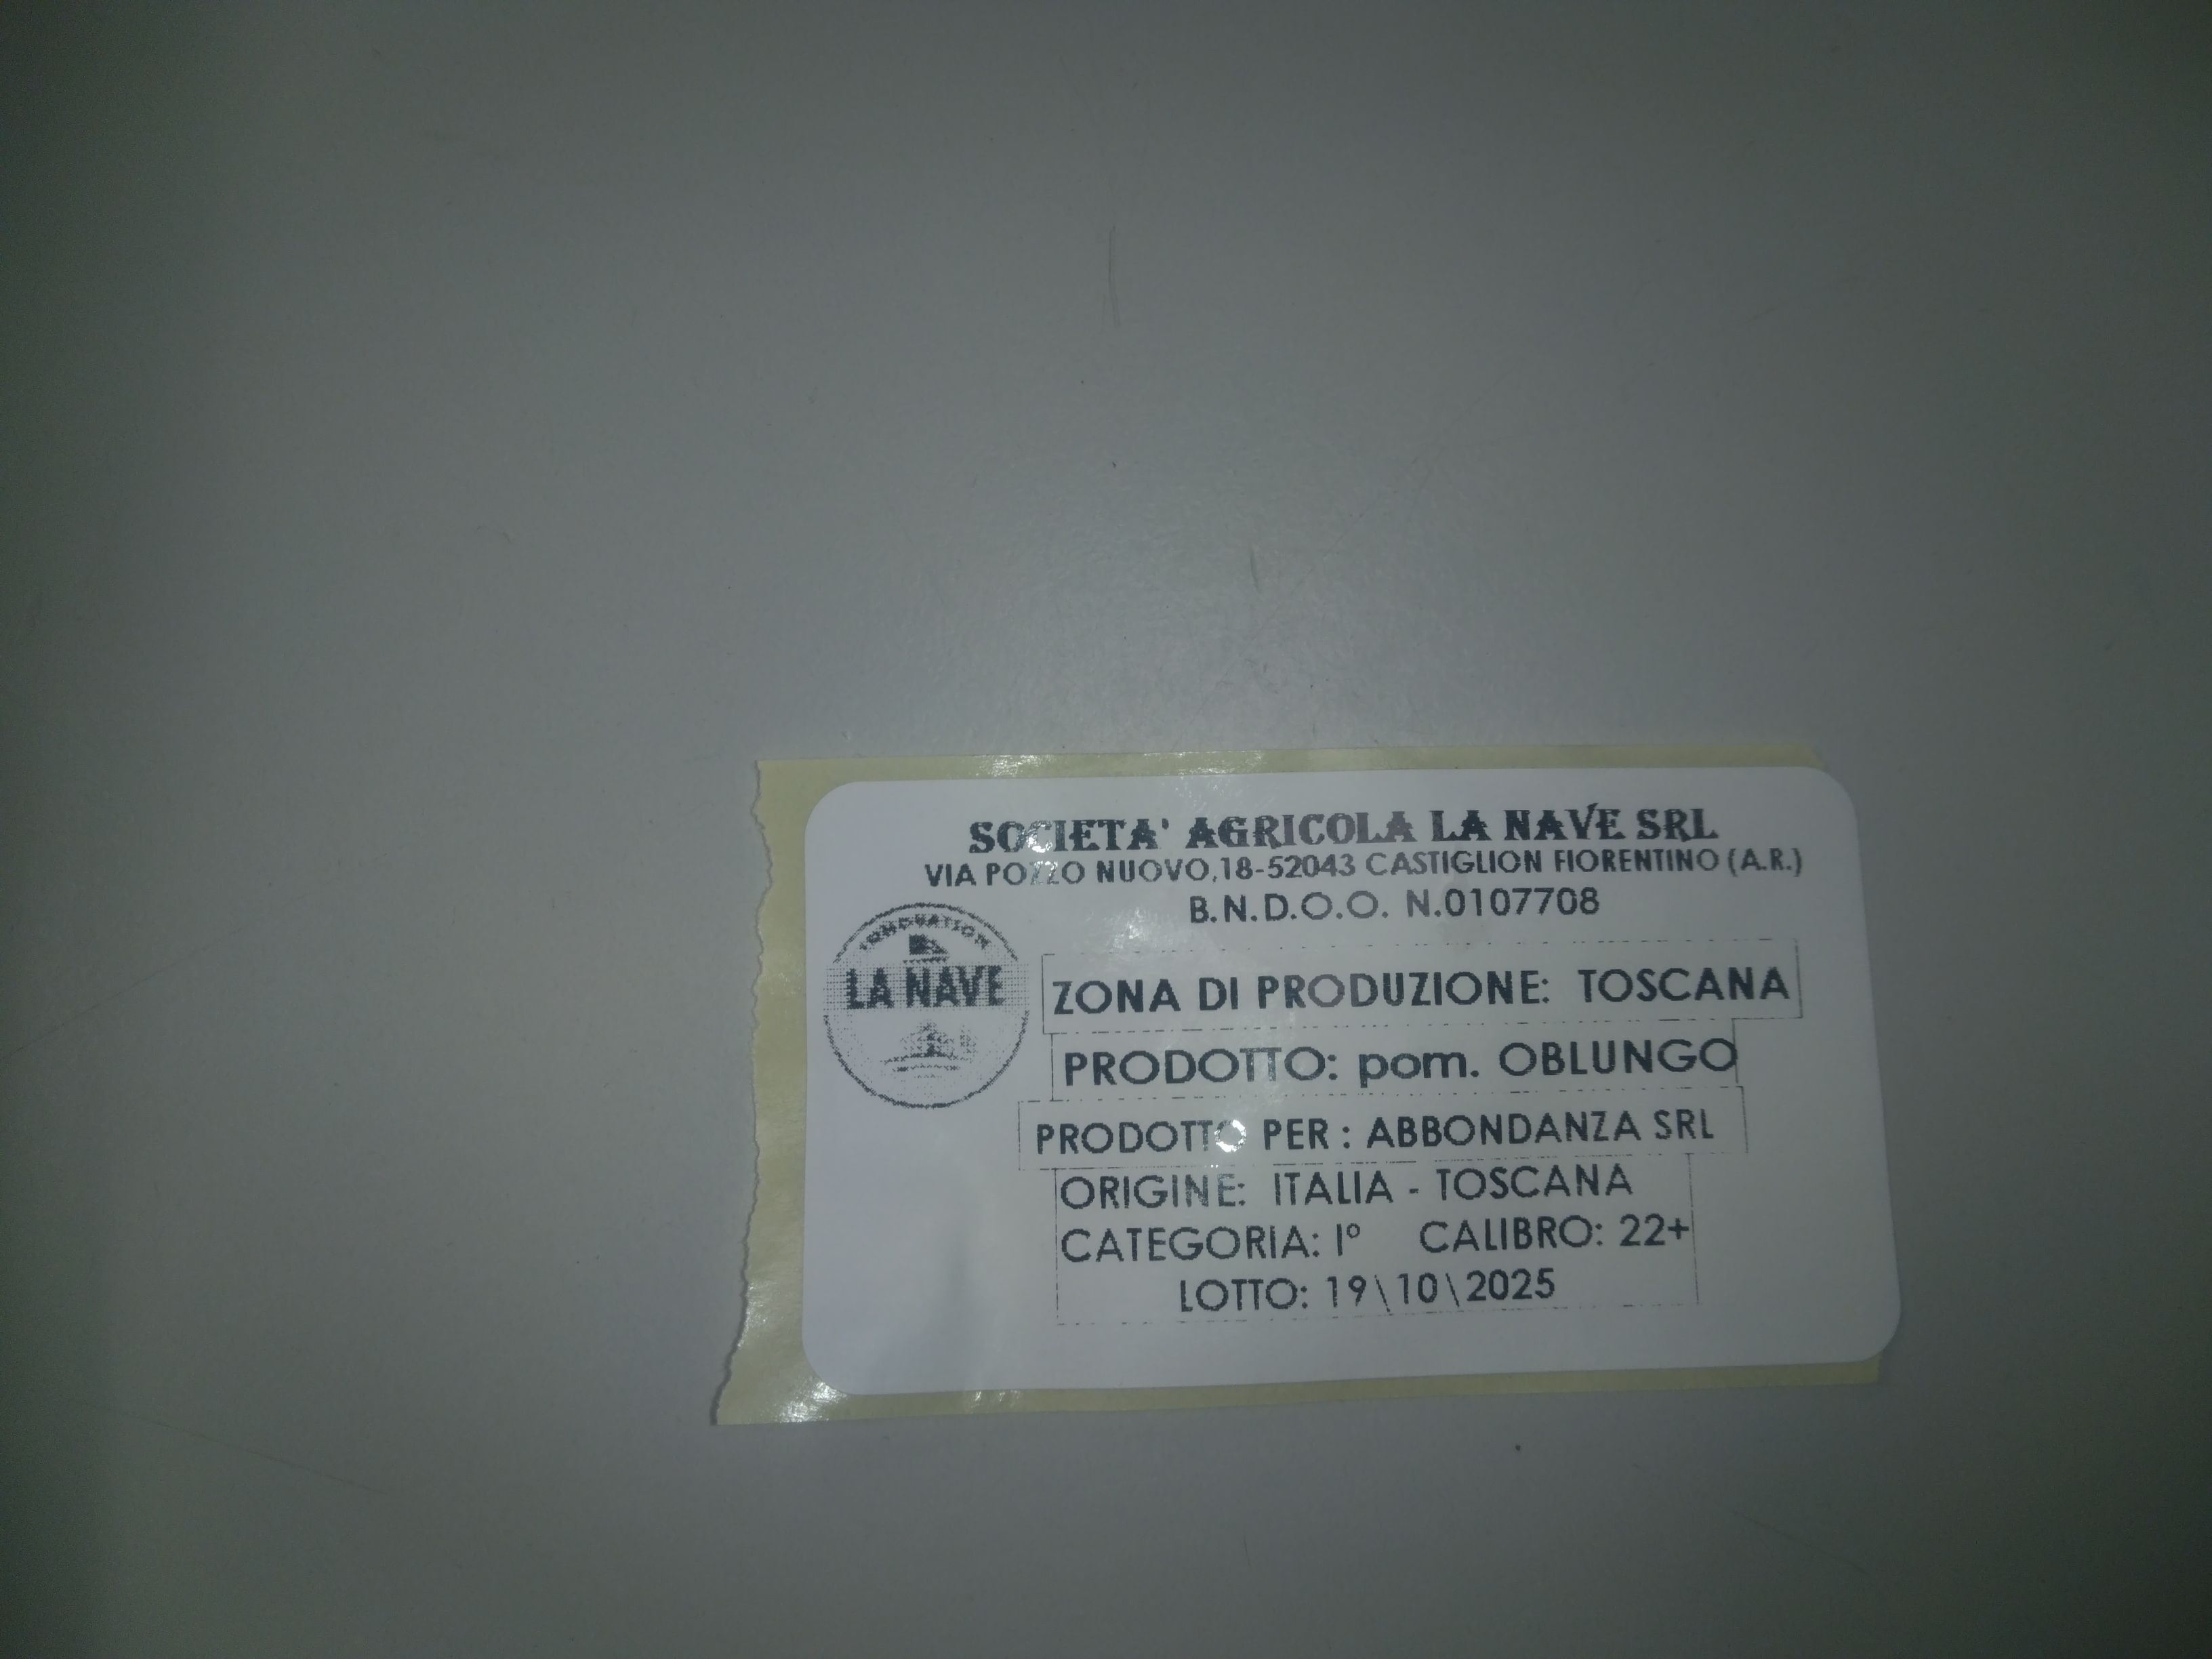 SOCIETA' AGRICOLA LA NAVE SRL
VIA POZZO NUOVO,18-52043 CASTIGLION FIORENTINO (A.R.)
B.N.D.O.O. N.0107708
INNOVATION
LA NAVE
ZONA DI PRODUZIONE: TOSCANA
PRODOTTO: pom. OBLUNGO
PRODOTTO PER : ABBONDANZA SRL
ORIGINE: ITALIA - TOSCANA
CATEGORIA: I° CALIBRO: 22+
LOTTO: 19\10\2025